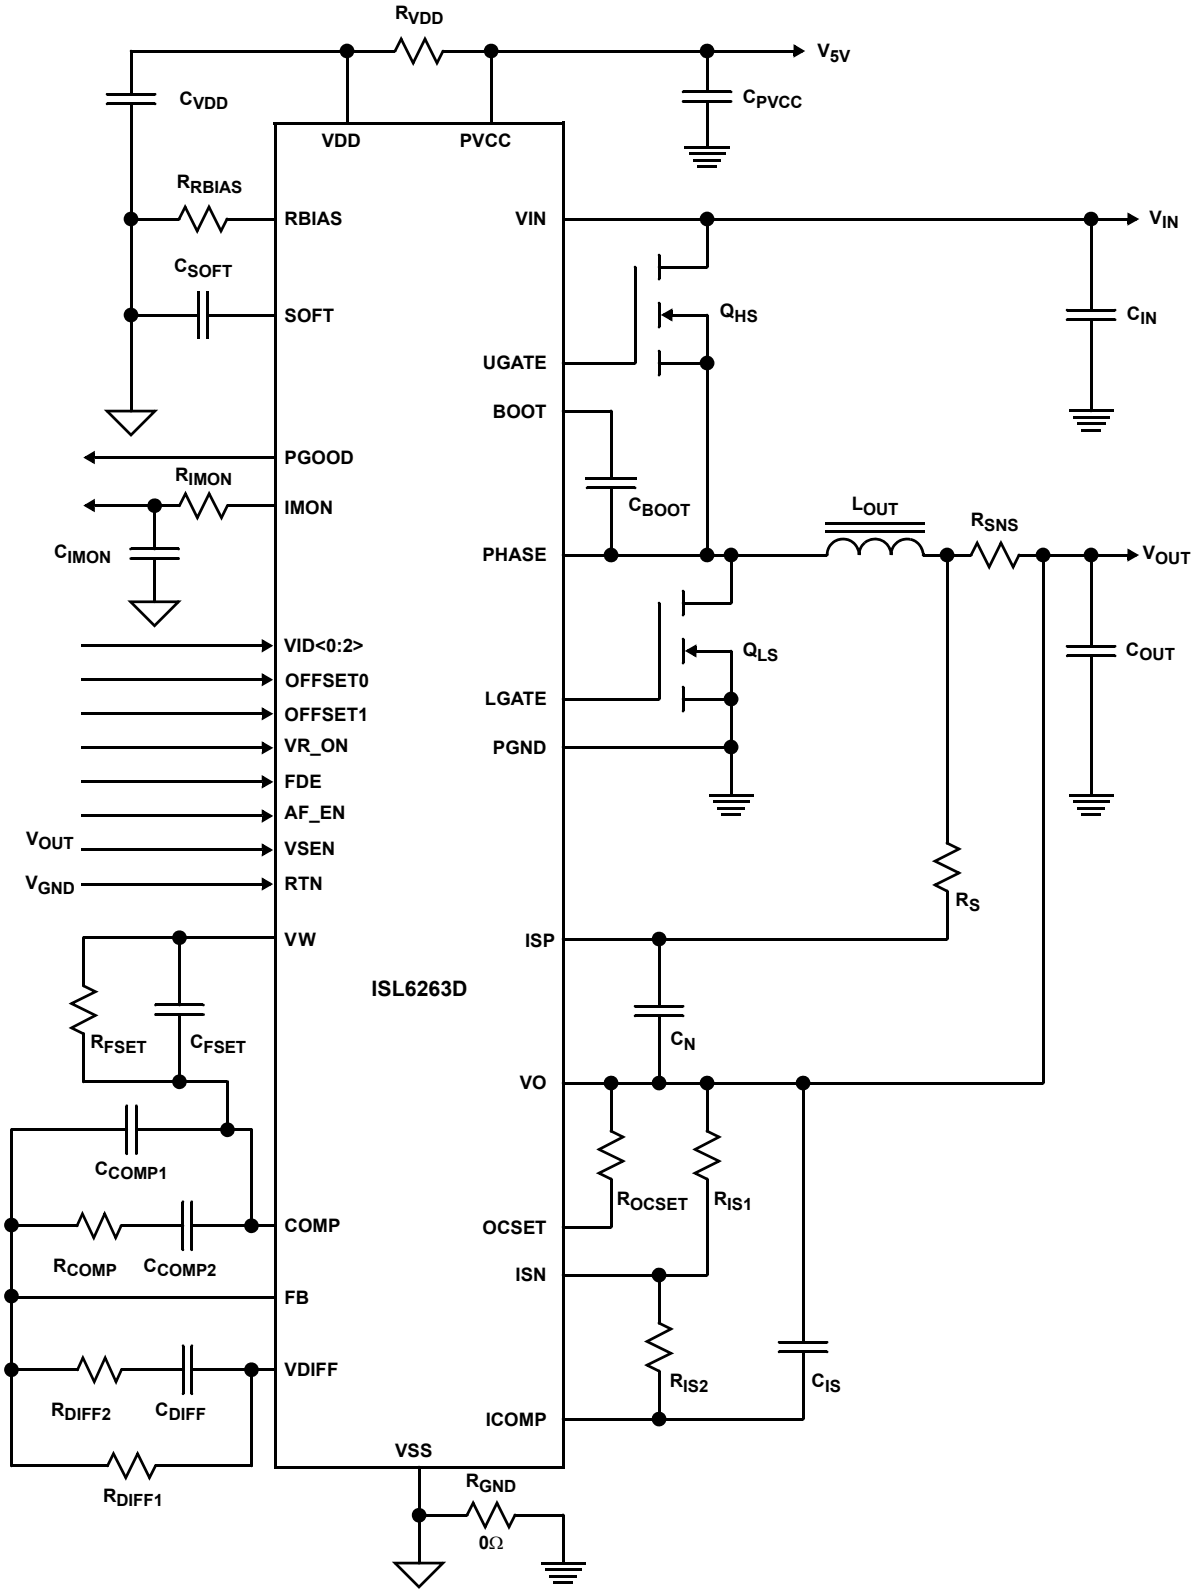 RVDD
V5V
CVDD
CPVCC
VDD
PVCC
RRBIAS
RBIAS
VIN
VIN
CSOFT
SOFT
QHS
CIN
UGATE
BOOT
PGOOD
RIMON
IMON
CBOOT
LOUT
RSNS
CIMON
PHASE
VOUT
VID<0:2>
QLS
COUT
OFFSET0
LGATE
OFFSET1
VR_ON
PGND
FDE
AF_EN
VOUT
VSEN
VGND
RTN
RS
VW
ISP
ISL6263D
RFSET
CFSET
CN
VO
CCOMP1
ROCSET
RIS1
COMP
OCSET
RCOMP
CCOMP2
ISN
FB
VDIFF
RIS2
CIS
RDIFF2
CDIFF
ICOMP
VSS
RDIFF1
RGND
0Ω